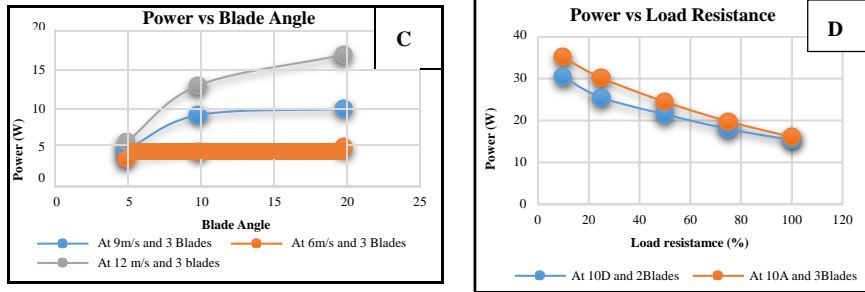 Power vs Blade Angle
C
20
15
10
5
0
Power (W)
0 5 10 15 20 25
Blade Angle
At 9m/s and 3 Blades At 6m/s and 3 Blades
At 12 m/s and 3 blades
Power vs Load Resistance
D
40
30
20
10
0
Power (W)
0 20 40 60 80 100 120
Load resistamce (%)
At 10D and 2Blades At 10A and 3Blades